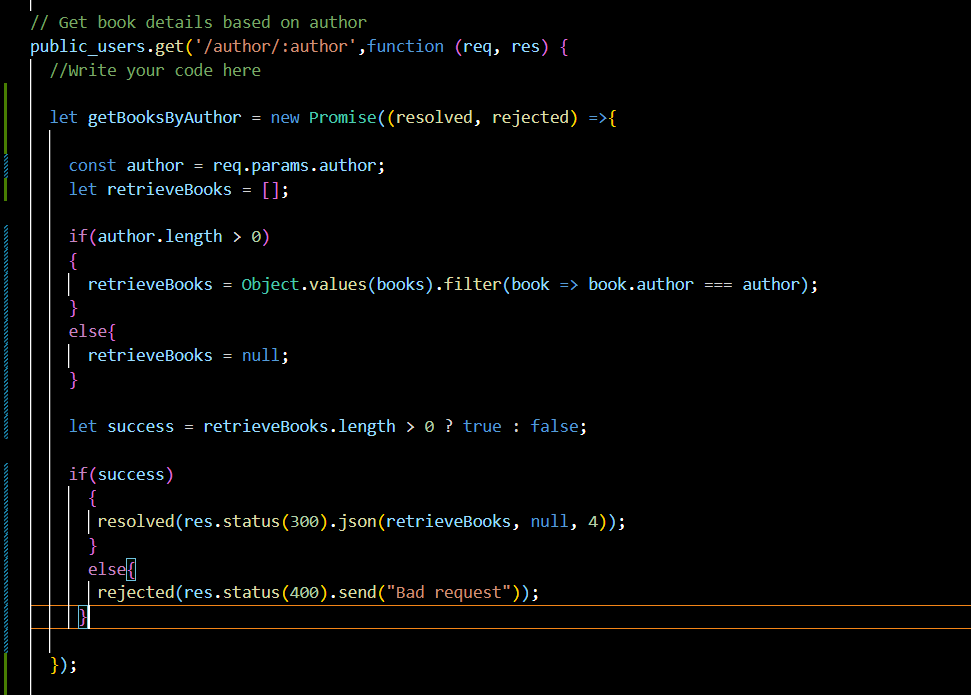 // Get book details based on author
public_users.get('/author/:author',function (req, res) {
//Write your code here
let getBooksByAuthor = new Promise((resolved, rejected) =>{
const author = req.params.author;
let retrieveBooks = [];
if(author.length > 0)
{
retrieveBooks = Object.values(books).filter(book => book.author === author);
}
else{
retrieveBooks = null;
}
let success = retrieveBooks.length > 0 ? true : false;
if(success)
{
resolved(res.status(300).json(retrieveBooks, null, 4));
}
else{
rejected(res.status(400).send("Bad request"));
}
});